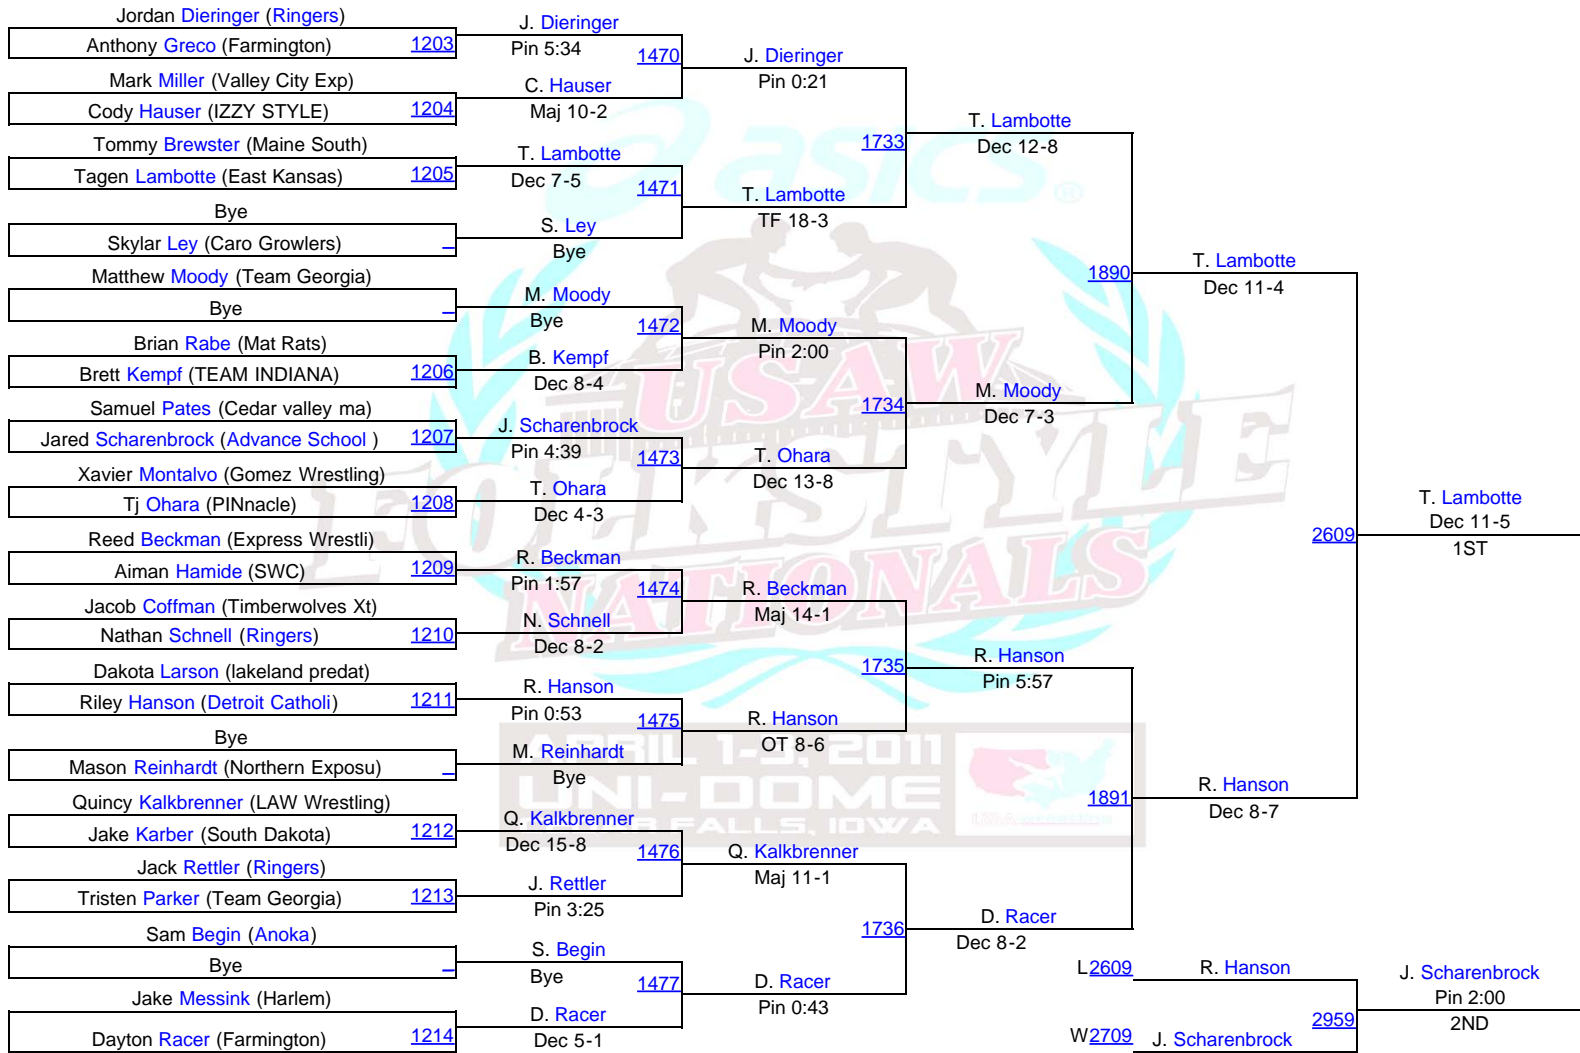 Jordan Dieringer (Ringers)
Anthony Greco (Farmington)
1203
Mark Miller (Valley City Exp)
Cody Hauser (IZZY STYLE)
1204
Tommy Brewster (Maine South)
Tagen Lambotte (East Kansas)
1205
Bye
Skylar Ley (Caro Growlers)
Matthew Moody (Team Georgia)
Bye
Brian Rabe (Mat Rats)
Brett Kempf (TEAM INDIANA)
1206
Samuel Pates (Cedar valley ma)
Jared Scharenbrock (Advance School )
1207
Xavier Montalvo (Gomez Wrestling)
Tj Ohara (PINnacle)
1208
Reed Beckman (Express Wrestli)
Aiman Hamide (SWC)
1209
Jacob Coffman (Timberwolves Xt)
Nathan Schnell (Ringers)
1210
Dakota Larson (lakeland predat)
Riley Hanson (Detroit Catholi)
1211
Bye
Mason Reinhardt (Northern Exposu)
Quincy Kalkbrenner (LAW Wrestling)
Jake Karber (South Dakota)
1212
Jack Rettler (Ringers)
Tristen Parker (Team Georgia)
1213
Sam Begin (Anoka)
Bye
Jake Messink (Harlem)
Dayton Racer (Farmington)
1214
J. Dieringer
Pin 5:34
1470
C. Hauser
Maj 10-2
T. Lambotte
Dec 7-5
1471
S. Ley
Bye
M. Moody
Bye
1472
B. Kempf
Dec 8-4
J. Scharenbrock
Pin 4:39
1473
T. Ohara
Dec 4-3
R. Beckman
Pin 1:57
1474
N. Schnell
Dec 8-2
R. Hanson
Pin 0:53
1475
M. Reinhardt
Bye
Q. Kalkbrenner
Dec 15-8
1476
J. Rettler
Pin 3:25
S. Begin
Bye
1477
D. Racer
Dec 5-1
J. Dieringer
Pin 0:21
1733
T. Lambotte
TF 18-3
M. Moody
Pin 2:00
1734
T. Ohara
Dec 13-8
R. Beckman
Maj 14-1
1735
R. Hanson
OT 8-6
Q. Kalkbrenner
Maj 11-1
1736
D. Racer
Pin 0:43
T. Lambotte
Dec 12-8
1890
M. Moody
Dec 7-3
R. Hanson
Pin 5:57
1891
D. Racer
Dec 8-2
T. Lambotte
Dec 11-4
2609
R. Hanson
Dec 8-7
T. Lambotte
Dec 11-5
1ST
L2609
R. Hanson
2959
W2709
J. Scharenbrock
J. Scharenbrock
Pin 2:00
2ND
asics ®
USAW
FOLKSTYLE
NATIONALS
APRIL 1-3, 2011
UNI-DOME
CEDAR FALLS, IOWA